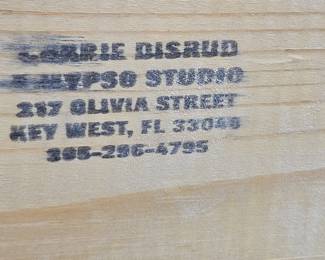 CARRIE DISRUD
CALYPSO STUDIO
217 OLIVIA STREET
KEY WEST, FL 33040
305-296-4795